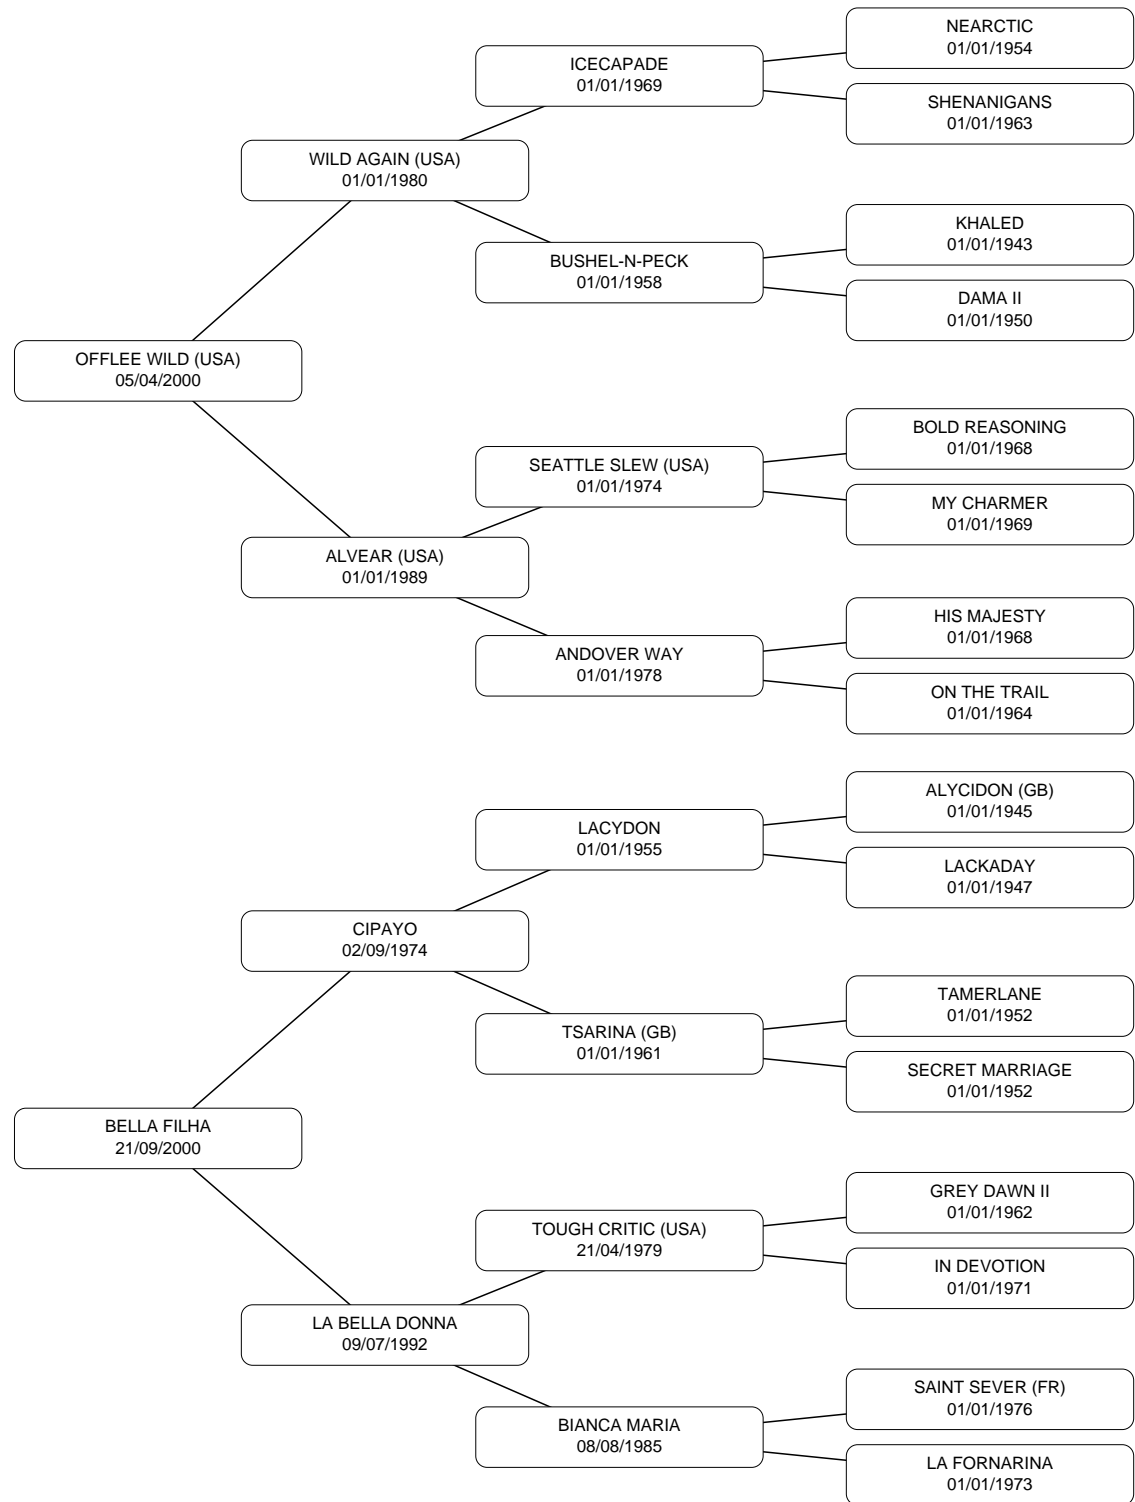 NEARCTIC
01/01/1954
ICECAPADE
01/01/1969
SHENANIGANS
01/01/1963
WILD AGAIN (USA)
01/01/1980
KHALED
01/01/1943
BUSHEL-N-PECK
01/01/1958
DAMA II
01/01/1950
OFFLEE WILD (USA)
05/04/2000
BOLD REASONING
01/01/1968
SEATTLE SLEW (USA)
01/01/1974
MY CHARMER
01/01/1969
ALVEAR (USA)
01/01/1989
HIS MAJESTY
01/01/1968
ANDOVER WAY
01/01/1978
ON THE TRAIL
01/01/1964
ALYCIDON (GB)
01/01/1945
LACYDON
01/01/1955
LACKADAY
01/01/1947
CIPAYO
02/09/1974
TAMERLANE
01/01/1952
TSARINA (GB)
01/01/1961
SECRET MARRIAGE
01/01/1952
BELLA FILHA
21/09/2000
GREY DAWN II
01/01/1962
TOUGH CRITIC (USA)
21/04/1979
IN DEVOTION
01/01/1971
LA BELLA DONNA
09/07/1992
SAINT SEVER (FR)
01/01/1976
BIANCA MARIA
08/08/1985
LA FORNARINA
01/01/1973